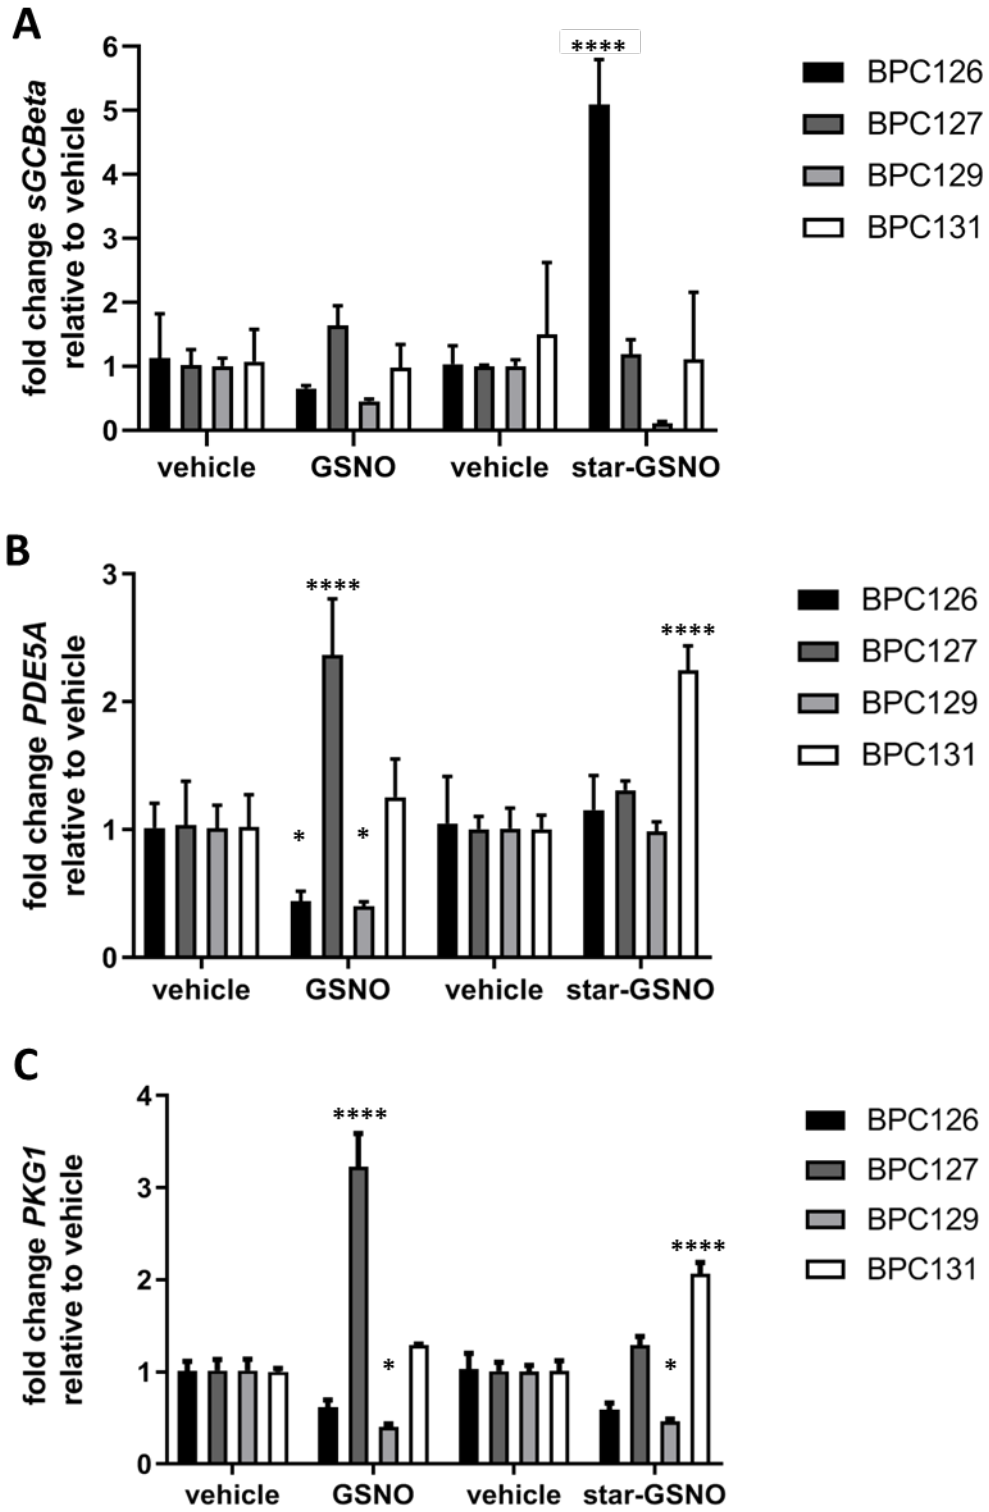 A
fold change sGCBeta
relative to vehicle
6
5
4
3
2
1
0
****
vehicle
GSNO
vehicle
star-GSNO
BPC126
BPC127
BPC129
BPC131
B
fold change PDE5A
relative to vehicle
3
2
1
0
*
****
*
****
vehicle
GSNO
vehicle
star-GSNO
BPC126
BPC127
BPC129
BPC131
C
fold change PKG1
relative to vehicle
4
3
2
1
0
****
*
*
****
vehicle
GSNO
vehicle
star-GSNO
BPC126
BPC127
BPC129
BPC131